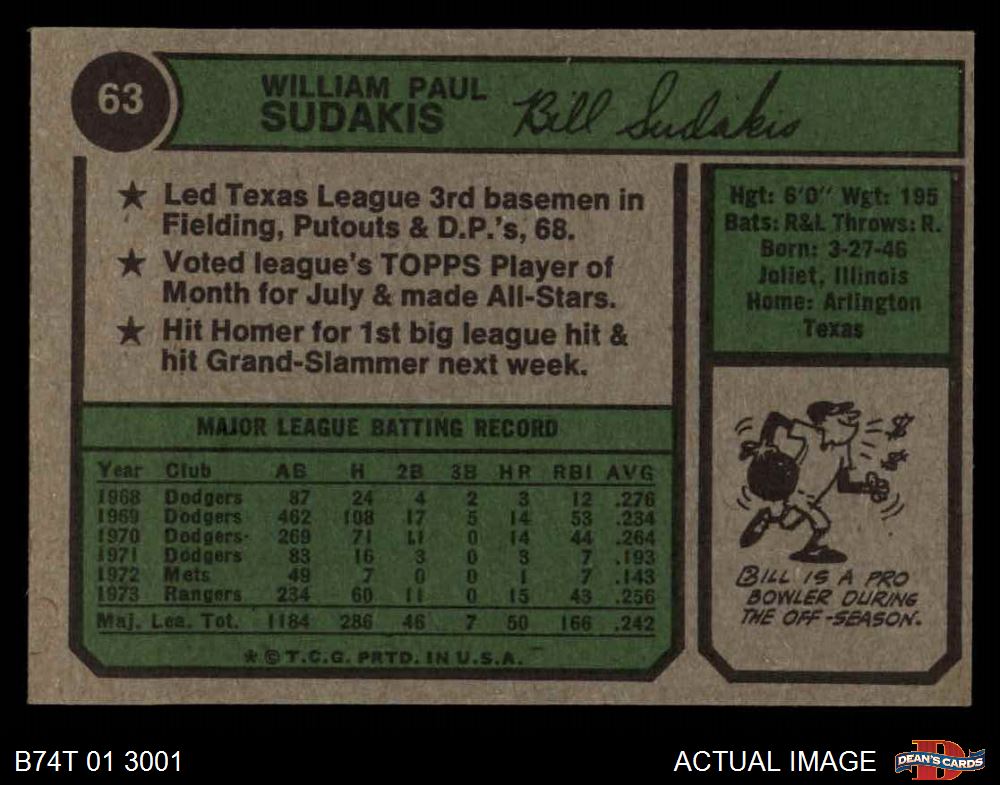 63
WILLIAM PAUL
SUDAKIS
Bill Sudakis
★ Led Texas League 3rd basemen in
Fielding, Putouts & D.P.'s, 68.
★ Voted league's TOPPS Player of
Month for July & made All-Stars.
★ Hit Homer for 1st big league hit &
hit Grand-Slammer next week.
Hgt: 6'0" Wgt: 195
Bats: R&L Throws: R.
Born: 3-27-46
Joliet, Illinois
Home: Arlington
Texas
MAJOR LEAGUE BATTING RECORD
Year Club AB H 2B 3B HR RBI AVG
1968 Dodgers 87 24 4 2 3 12 .276
1969 Dodgers 462 108 17 5 14 53 .234
1970 Dodgers 269 71 11 0 14 44 .264
1971 Dodgers 83 16 3 0 3 7 .193
1972 Mets 49 7 0 0 1 7 .143
1973 Rangers 234 60 11 0 15 43 .256
Maj. Lea. Tot. 1184 286 46 7 50 166 .242
* © T.C.G. PRTD. IN U.S.A.
$
$
BILL IS A PRO
BOWLER DURING
THE OFF-SEASON.
B74T 01 3001
ACTUAL IMAGE
DEAN'S CARDS